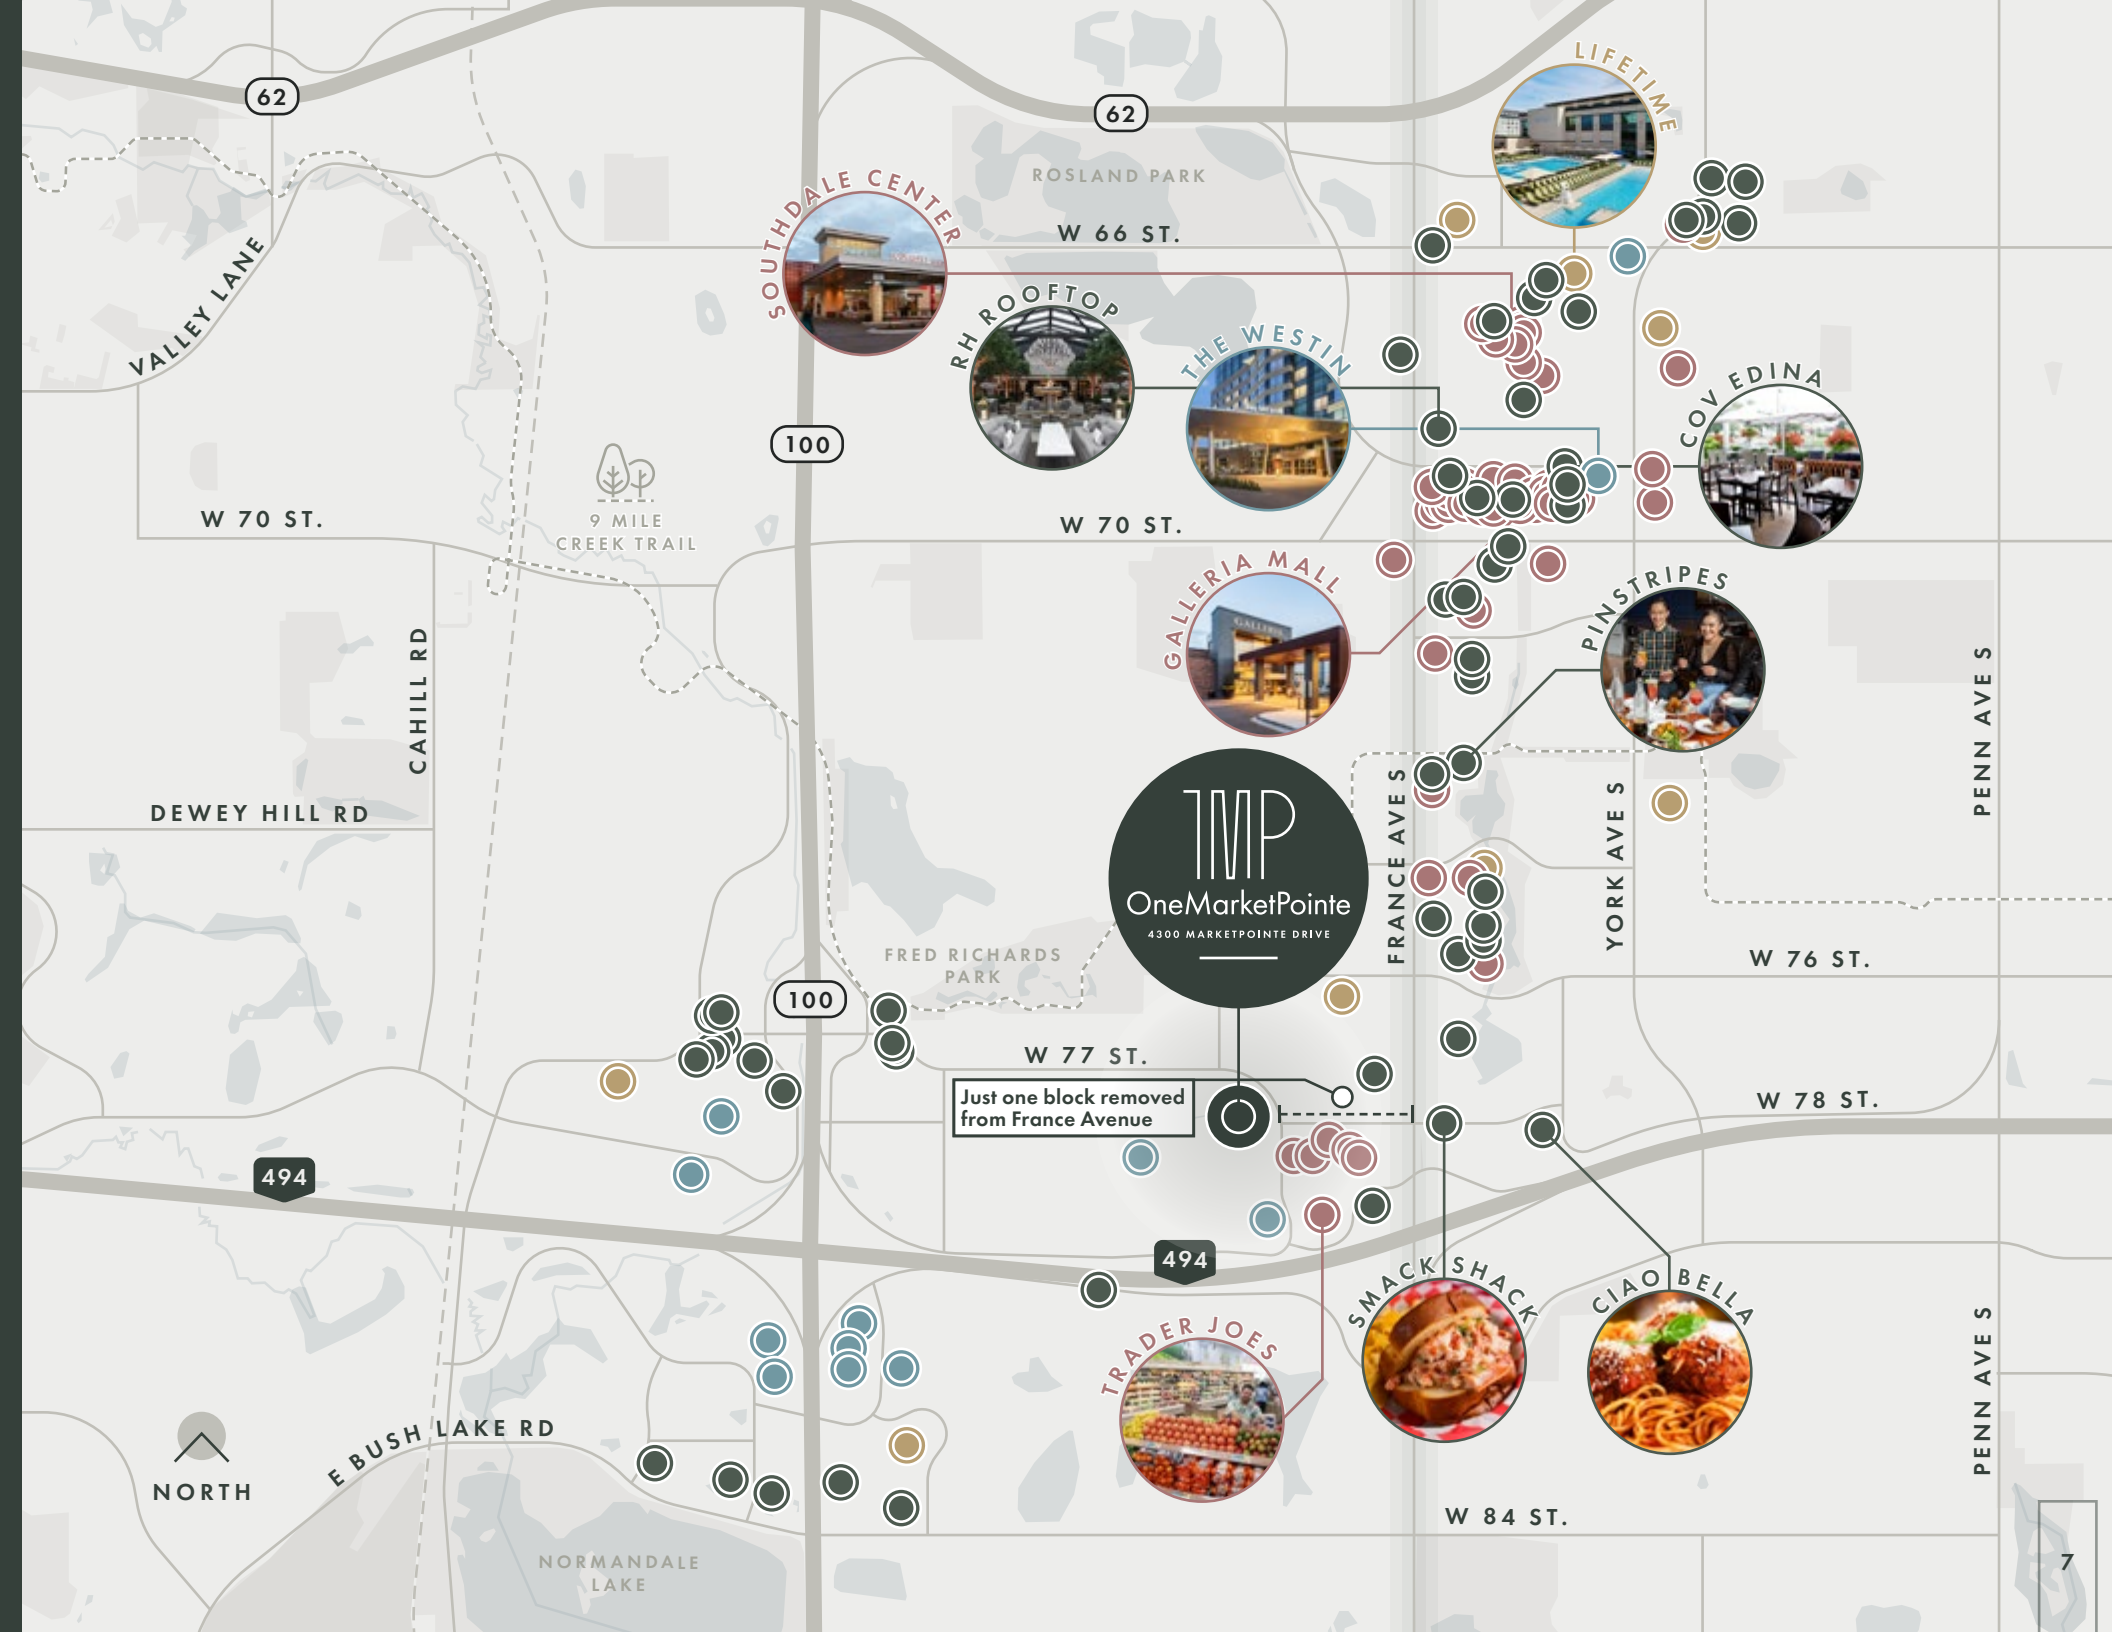 LIFETIME
62
62
ROSLAND PARK
SOUTHDALE CENTER
W 66 ST.
VALLEY LANE
RH ROOFTOP
THE WESTIN
COV EDINA
100
9 MILE
CREEK TRAIL
W 70 ST.
W 70 ST.
GALLERIA MALL
GALLERIA
PINSTRIPES
CAHILL RD
PENN AVE S
DEWEY HILL RD
TMP
OneMarketPointe
4300 MARKETPOINTE DRIVE
FRANCE AVE S
YORK AVE S
FRED RICHARDS
PARK
W 76 ST.
100
W 77 ST.
Just one block removed
from France Avenue
W 78 ST.
494
494
SMACK SHACK
CIAO BELLA
TRADER JOES
PENN AVE S
E BUSH LAKE RD
NORTH
W 84 ST.
NORMANDALE
LAKE
7